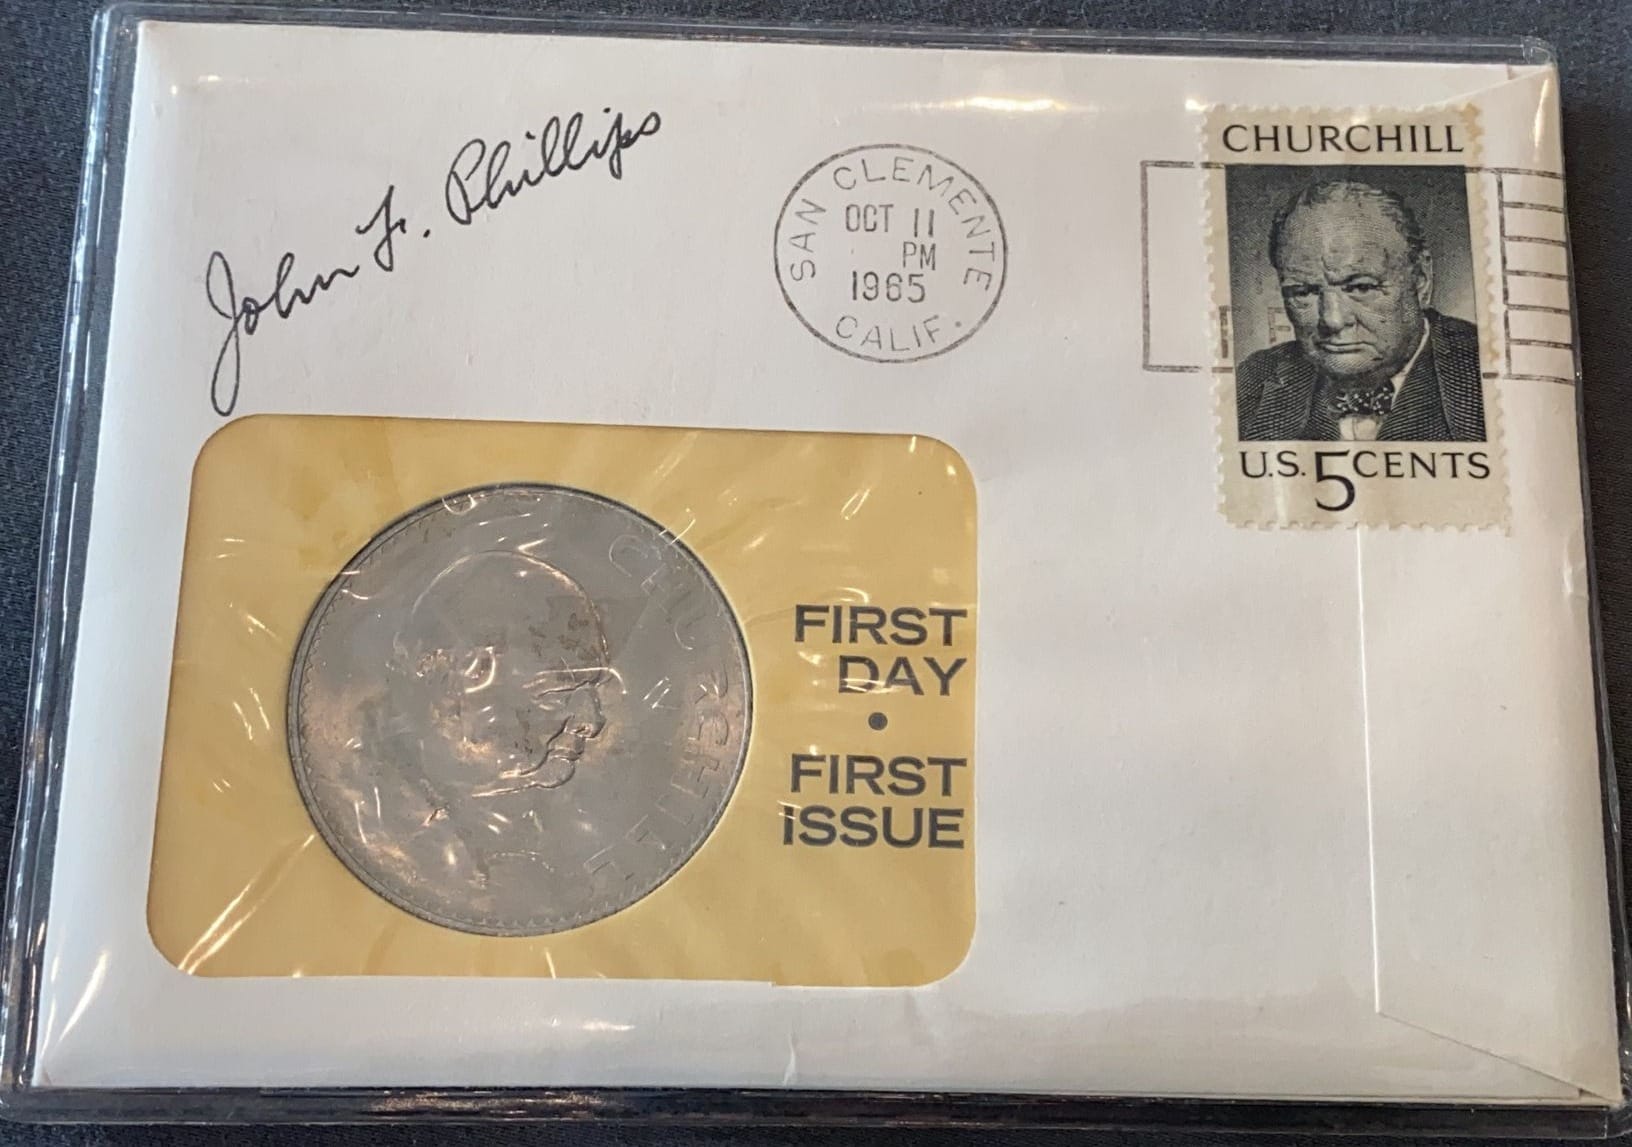 John F. Phillips
SAN CLEMENTE
OCT 11
PM
1965
CALIF.
CHURCHILL
U.S. 5 CENTS
CHURCHILL
FIRST
DAY
•
FIRST
ISSUE